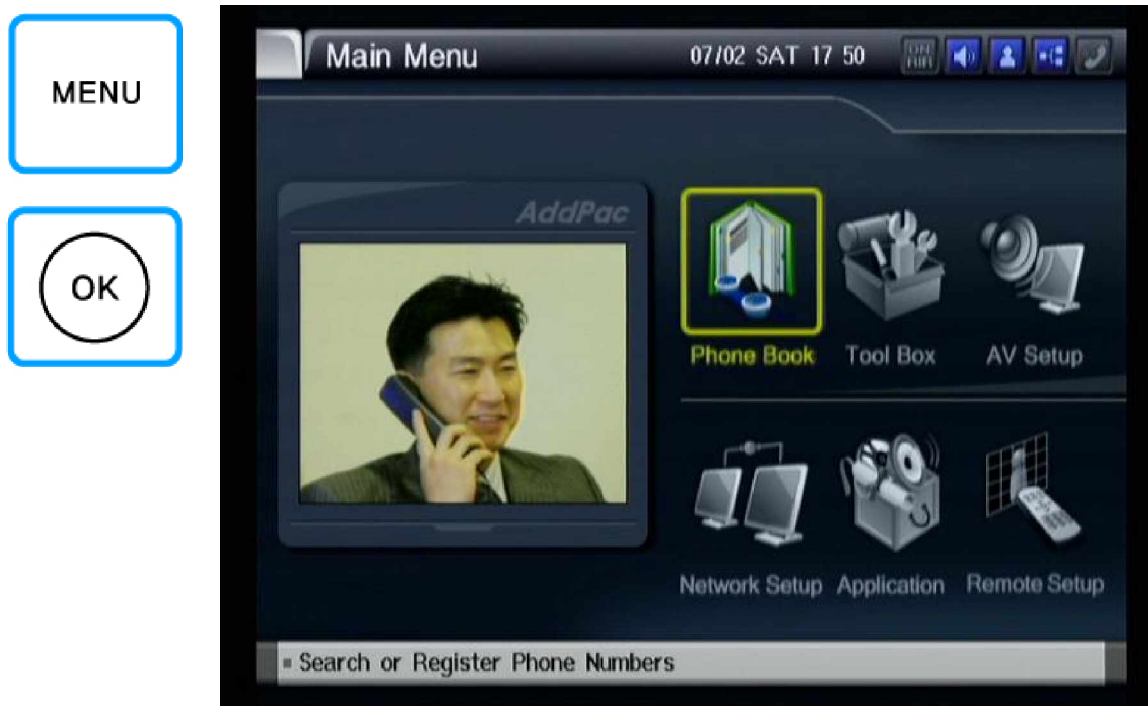 MENU
OK
Main Menu
07/02 SAT 17 50
AddPac
Phone Book
Tool Box
AV Setup
Network Setup
Application
Remote Setup
Search or Register Phone Numbers